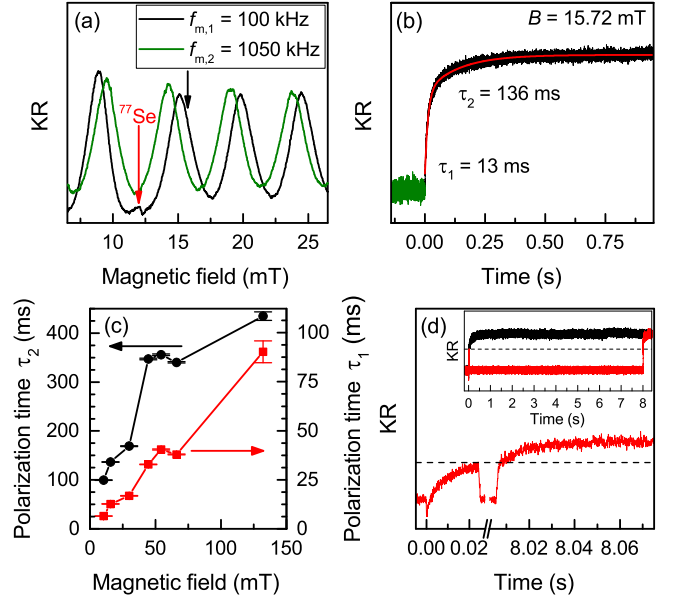 (a)
f_m,1 = 100 kHz
f_m,2 = 1050 kHz
⁷⁷Se
KR
10 15 20 25
Magnetic field (mT)
(b)
B = 15.72 mT
τ₂ = 136 ms
τ₁ = 13 ms
KR
0.00 0.25 0.50 0.75
Time (s)
(c)
Polarization time τ₂ (ms)
400
300
200
100
0
100
50
0
Polarization time τ₁ (ms)
0 50 100 150
Magnetic field (mT)
(d)
KR
0 1 2 3 4 5 6 7 8
Time (s)
KR
0.00 0.02 8.02 8.04 8.06
Time (s)